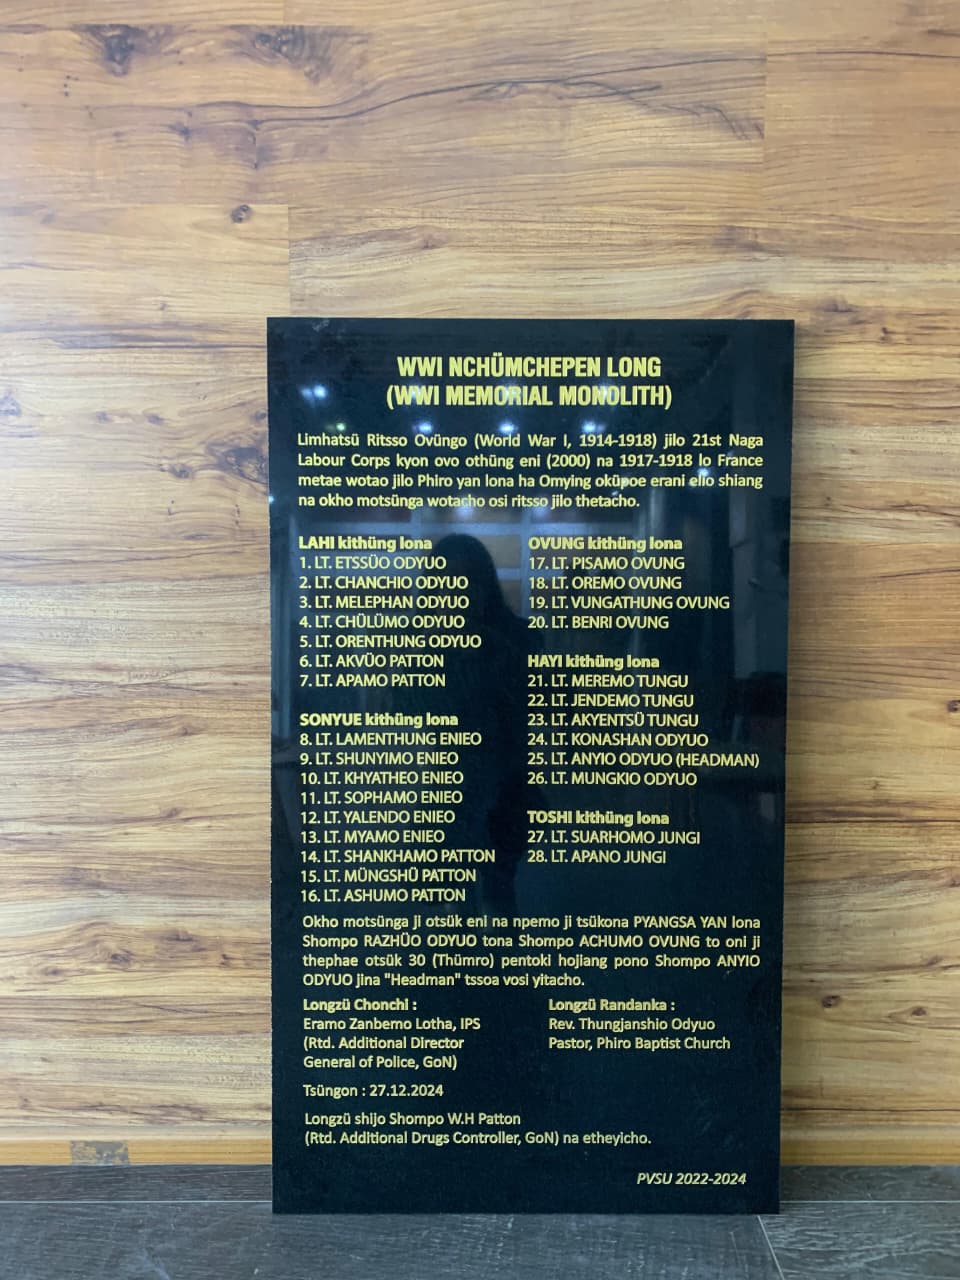 WWI NCHÜMCHEPEN LONG
(WWI MEMORIAL MONOLITH)
Limhatsü Ritsso Ovüngo (World War I, 1914-1918) jilo 21st Naga
Labour Corps kyon ovo othüng eni (2000) na 1917-1918 lo France
metae wotao jilo Phiro yan lona ha Omying oküpoe erani elio shiang
na okho motsünga wotacho osi ritsso jilo thetacho.
LAHI kithüng lona
1. LT. ETSSÜO ODYUO
2. LT. CHANCHIO ODYUO
3. LT. MELEPHAN ODYUO
4. LT. CHÜLÜMO ODYUO
5. LT. ORENTHUNG ODYUO
6. LT. AKVÜO PATTON
7. LT. APAMO PATTON
SONYUE kithüng lona
8. LT. LAMENTHUNG ENIEO
9. LT. SHUNYIMO ENIEO
10. LT. KHYATHEO ENIEO
11. LT. SOPHAMO ENIEO
12. LT. YALENDO ENIEO
13. LT. MYAMO ENIEO
14. LT. SHANKHAMO PATTON
15. LT. MÜNGSHÜ PATTON
16. LT. ASHUMO PATTON
OVUNG kithüng lona
17. LT. PISAMO OVUNG
18. LT. OREMO OVUNG
19. LT. VUNGATHUNG OVUNG
20. LT. BENRI OVUNG
HAYI kithüng lona
21. LT. MEREMO TUNGU
22. LT. JENDEMO TUNGU
23. LT. AKYENTSÜ TUNGU
24. LT. KONASHAN ODYUO
25. LT. ANYIO ODYUO (HEADMAN)
26. LT. MUNGKIO ODYUO
TOSHI kithüng lona
27. LT. SUARHOMO JUNGI
28. LT. APANO JUNGI
Okho motsünga ji otsük eni na npemo ji tsükona PYANGSA YAN lona
Shompo RAZHÜO ODYUO tona Shompo ACHUMO OVUNG to oni ji
thephae otsük 30 (Thümro) pentoki hojiang pono Shompo ANYIO
ODYUO jina "Headman" tssoa vosi yitacho.
Longzü Chonchi :
Eramo Zanbemo Lotha, IPS
(Rtd. Additional Director
General of Police, GoN)
Longzü Randanka :
Rev. Thungjanshio Odyuo
Pastor, Phiro Baptist Church
Tsüngon : 27.12.2024
Longzü shijo Shompo W.H Patton
(Rtd. Additional Drugs Controller, GoN) na etheyicho.
PVSU 2022-2024